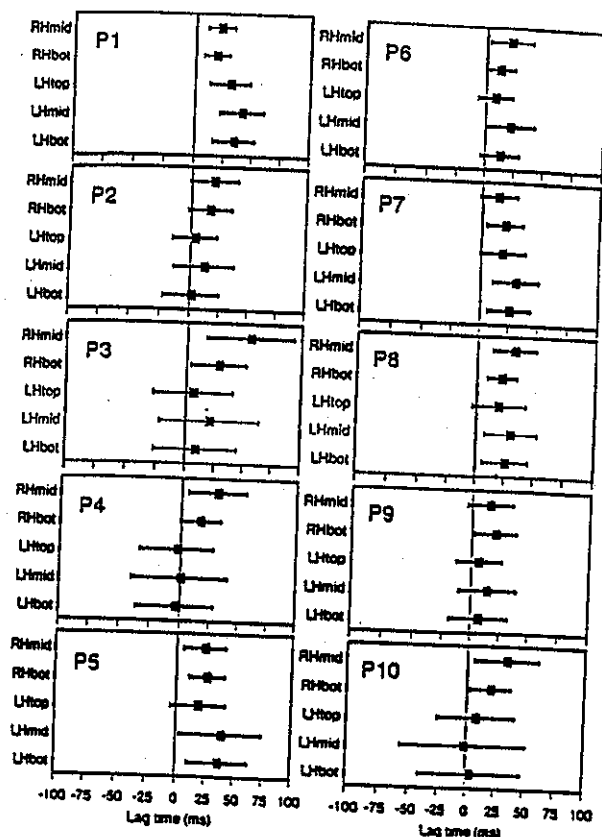 P1
RHmid
RHbot
LHtop
LHmid
LHbot
P2
RHmid
RHbot
LHtop
LHmid
LHbot
P3
RHmid
RHbot
LHtop
LHmid
LHbot
P4
RHmid
RHbot
LHtop
LHmid
LHbot
P5
RHmid
RHbot
LHtop
LHmid
LHbot
-100 -75 -50 -25 0 25 50 75 100
Lag time (ms)
P6
RHmid
RHbot
LHtop
LHmid
LHbot
P7
RHmid
RHbot
LHtop
LHmid
LHbot
P8
RHmid
RHbot
LHtop
LHmid
LHbot
P9
RHmid
RHbot
LHtop
LHmid
LHbot
P10
RHmid
RHbot
LHtop
LHmid
LHbot
-100 -75 -50 -25 0 25 50 75 100
Lag time (ms)